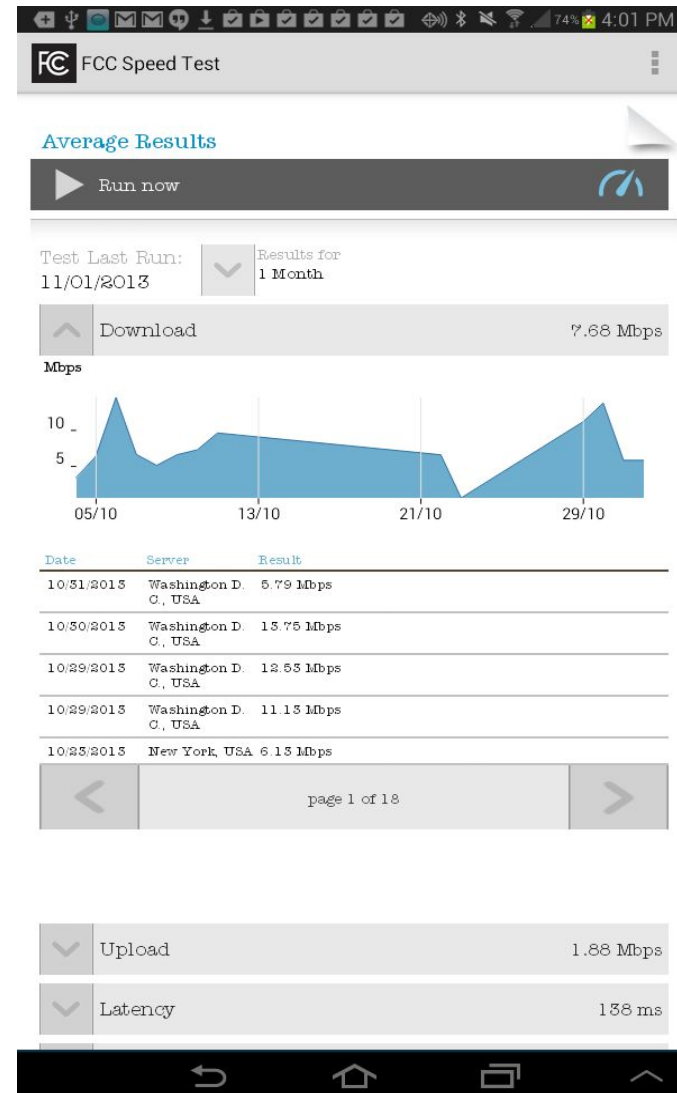 74% 4:01 PM
FCC Speed Test
Average Results
Run now
Test Last Run:
11/01/2013
Results for
1 Month
Download 7.68 Mbps
Mbps
10
5
05/10 13/10 21/10 29/10
Date Server Result
10/31/2013 Washington D. 5.79 Mbps
C., USA
10/30/2013 Washington D. 13.75 Mbps
C., USA
10/29/2013 Washington D. 12.53 Mbps
C., USA
10/29/2013 Washington D. 11.13 Mbps
C., USA
10/23/2013 New York, USA 6.13 Mbps
page 1 of 18
Upload 1.88 Mbps
Latency 138 ms